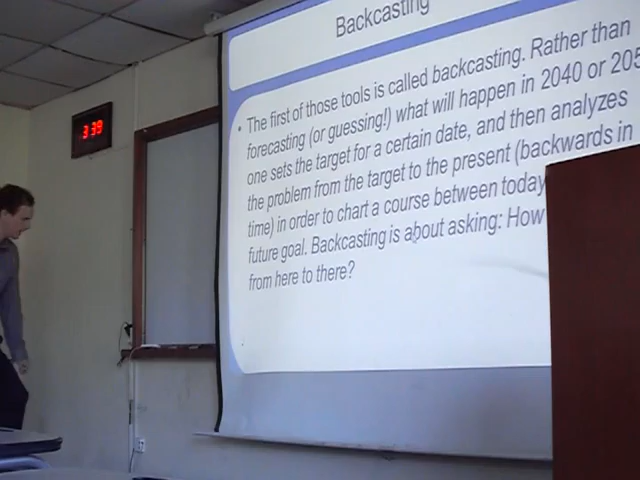 Backcasting
3 39
• The first of those tools is called backcasting. Rather than
forecasting (or guessing!) what will happen in 2040 or 205
one sets the target for a certain date, and then analyzes
the problem from the target to the present (backwards in
time) in order to chart a course between today
future goal. Backcasting is about asking: How
from here to there?